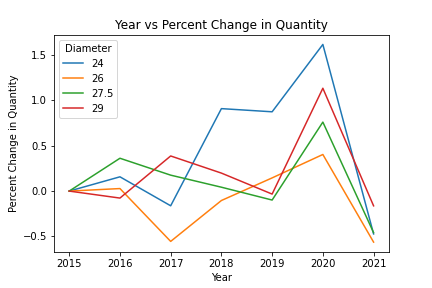 Year vs Percent Change in Quantity
Diameter
24
26
27.5
29
1.5
1.0
0.5
0.0
−0.5
Percent Change in Quantity
2015 2016 2017 2018 2019 2020 2021
Year